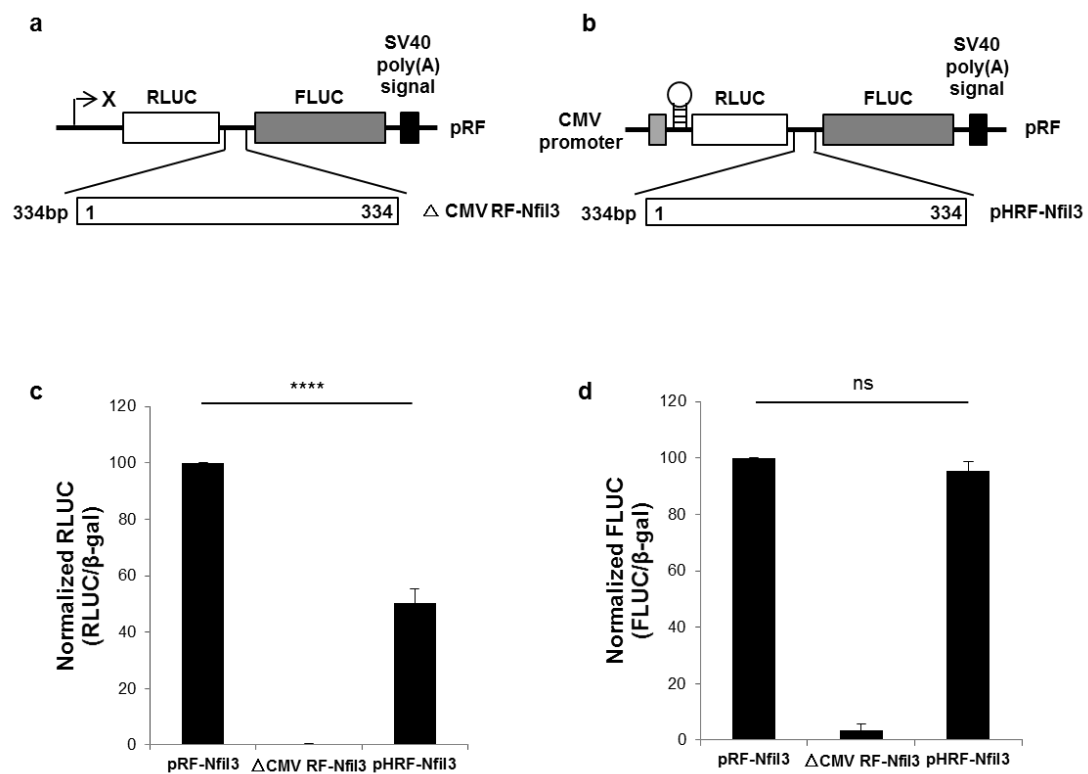 a
SV40
poly(A)
signal
X
RLUC
FLUC
pRF
334bp
1
334
△ CMV RF-Nfil3
b
SV40
poly(A)
signal
CMV
promoter
RLUC
FLUC
pRF
334bp
1
334
pHRF-Nfil3
c
****
Normalized RLUC
(RLUC/β-gal)
120
100
80
60
40
20
0
pRF-Nfil3
△CMV RF-Nfil3
pHRF-Nfil3
d
ns
Normalized FLUC
(FLUC/β-gal)
120
100
80
60
40
20
0
pRF-Nfil3
△CMV RF-Nfil3
pHRF-Nfil3